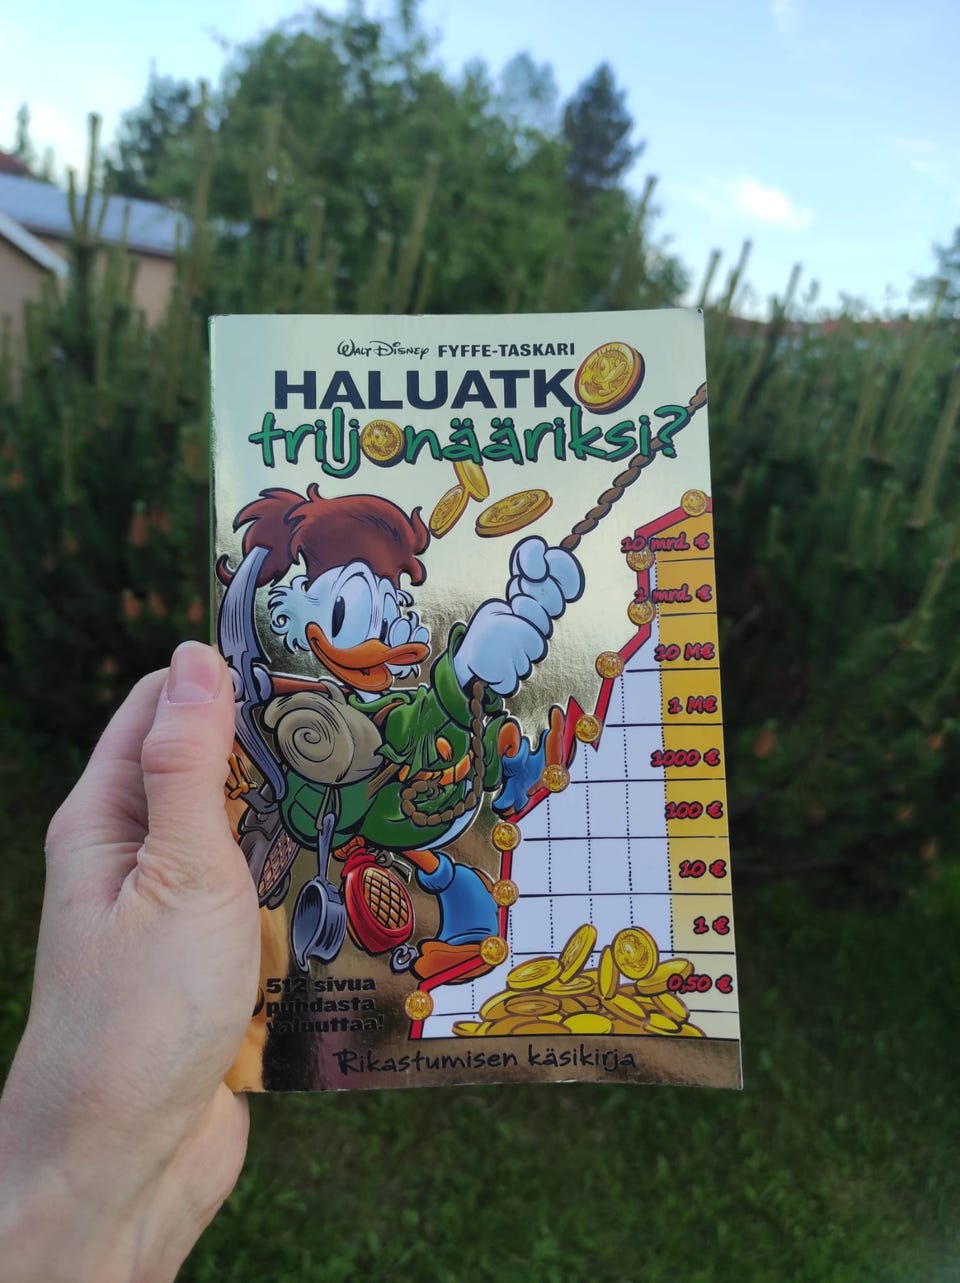 WALT DISNEY FYFFE-TASKARI
HALUATKO
triljonääriksi?
10 mrd. €
1 mrd. €
10 M€
1 M€
1000 €
100 €
10 €
1 €
0,50 €
512 sivua
puhdasta
valuuttaa!
Rikastumisen käsikirja